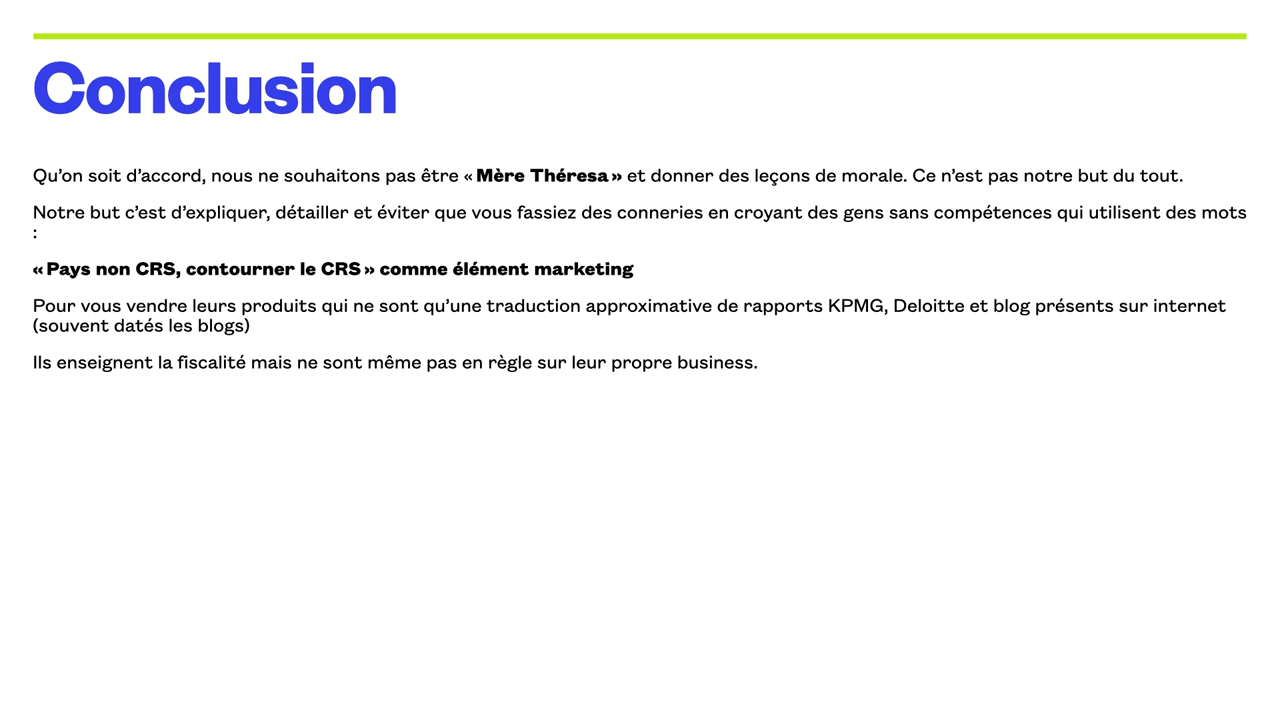 Conclusion
Qu’on soit d’accord, nous ne souhaitons pas être « Mère Théresa » et donner des leçons de morale. Ce n’est pas notre but du tout.
Notre but c’est d’expliquer, détailler et éviter que vous fassiez des conneries en croyant des gens sans compétences qui utilisent des mots
:
« Pays non CRS, contourner le CRS » comme élément marketing
Pour vous vendre leurs produits qui ne sont qu’une traduction approximative de rapports KPMG, Deloitte et blog présents sur internet
(souvent datés les blogs)
Ils enseignent la fiscalité mais ne sont même pas en règle sur leur propre business.